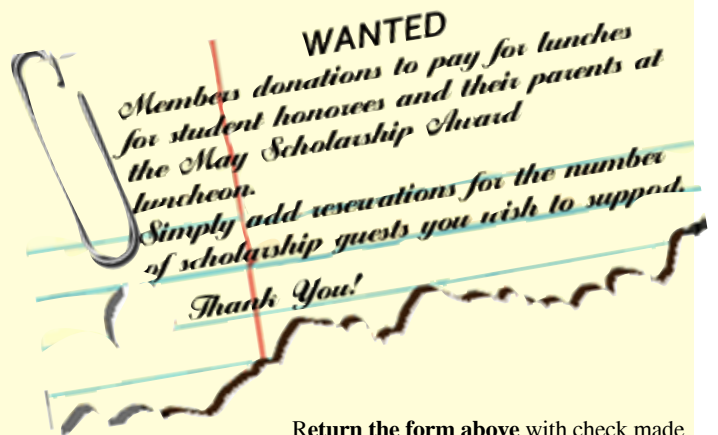 WANTED
Members donations to pay for lunches
for student honorees and their parents at
the May Scholarship Award
luncheon.
Simply add reservations for the number
of scholarship guests you wish to support.
Thank You!
Return the form above with check made